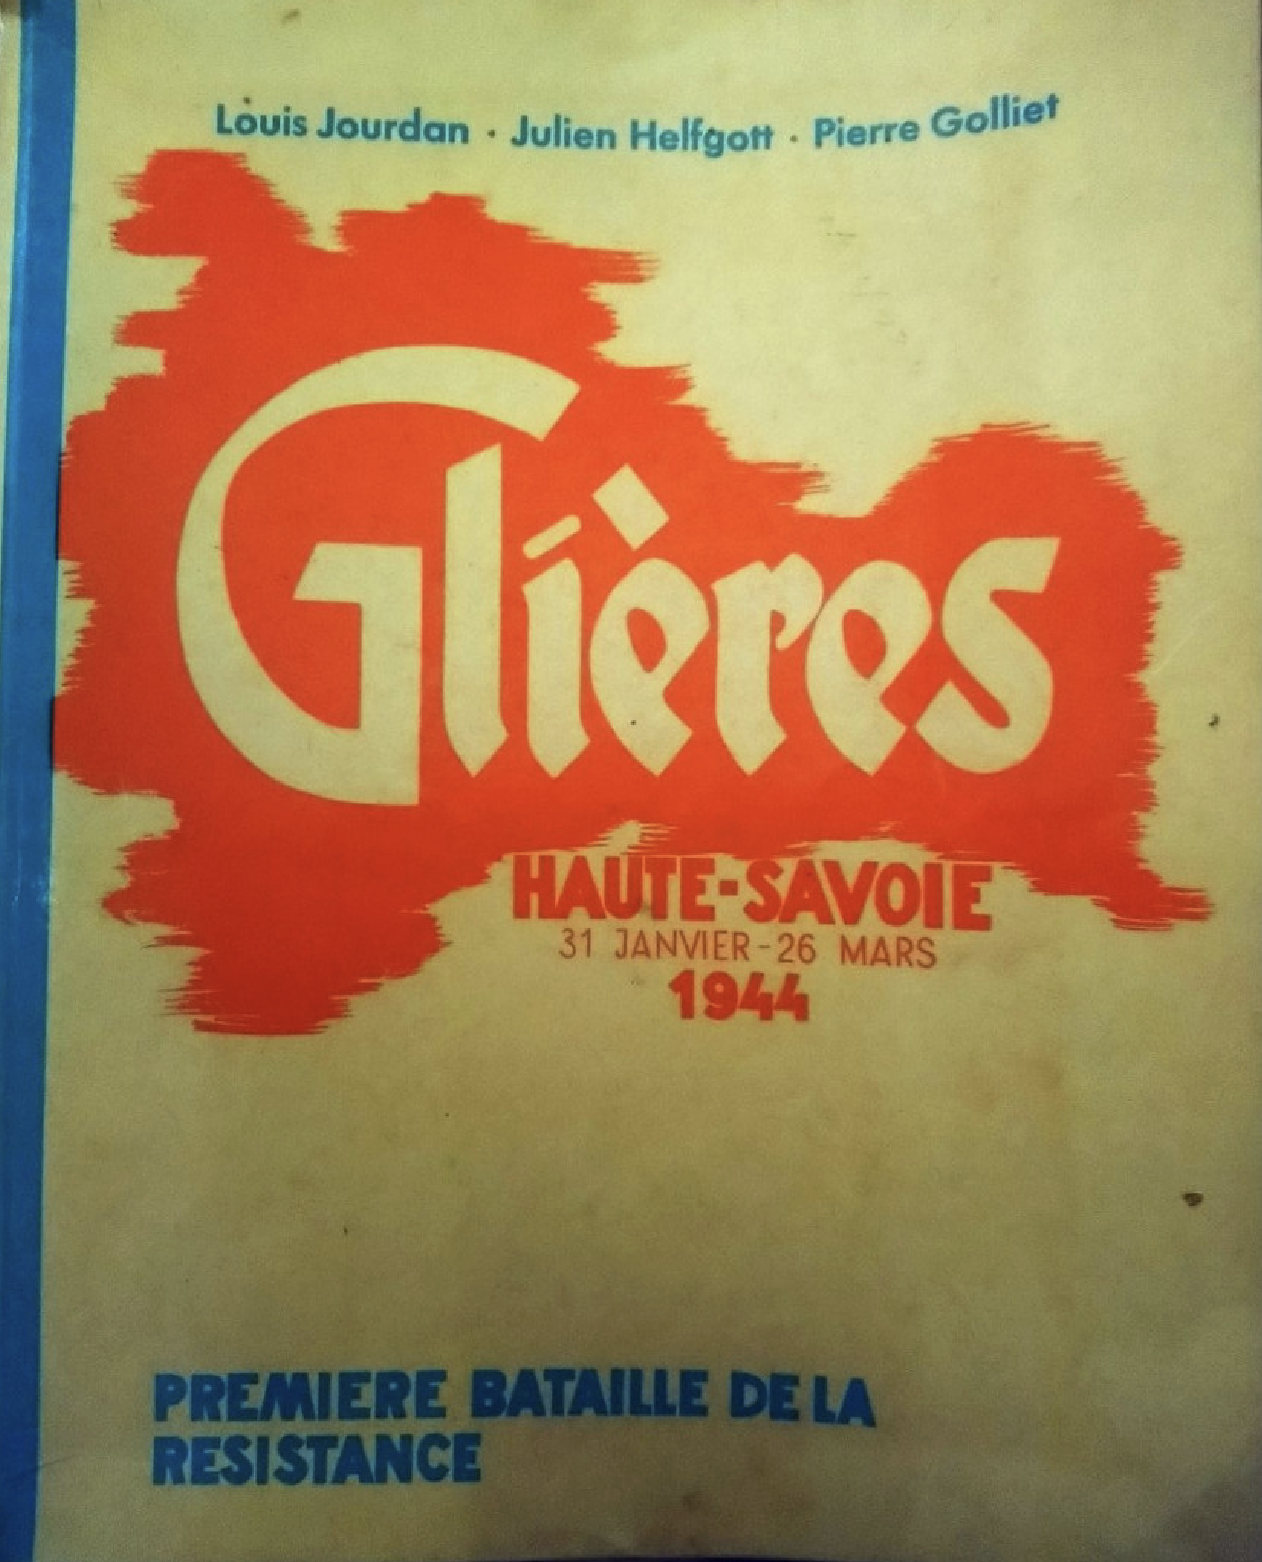 Louis Jourdan · Julien Helfgott · Pierre Golliet
Glières
HAUTE-SAVOIE
31 JANVIER-26 MARS
1944
PREMIERE BATAILLE DE LA
RESISTANCE